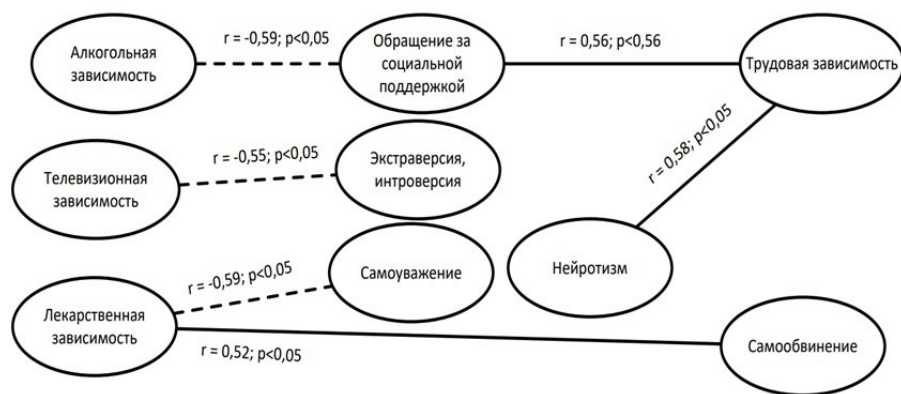 Алкогольная
зависимость
r = -0,59; p<0,05
Обращение за
социальной
поддержкой
r = 0,56; p<0,56
Трудовая зависимость
Телевизионная
зависимость
r = -0,55; p<0,05
Экстраверсия,
интроверсия
r = 0,58; p<0,05
Нейротизм
Лекарственная
зависимость
r = -0,59; p<0,05
Самоуважение
r = 0,52; p<0,05
Самообвинение